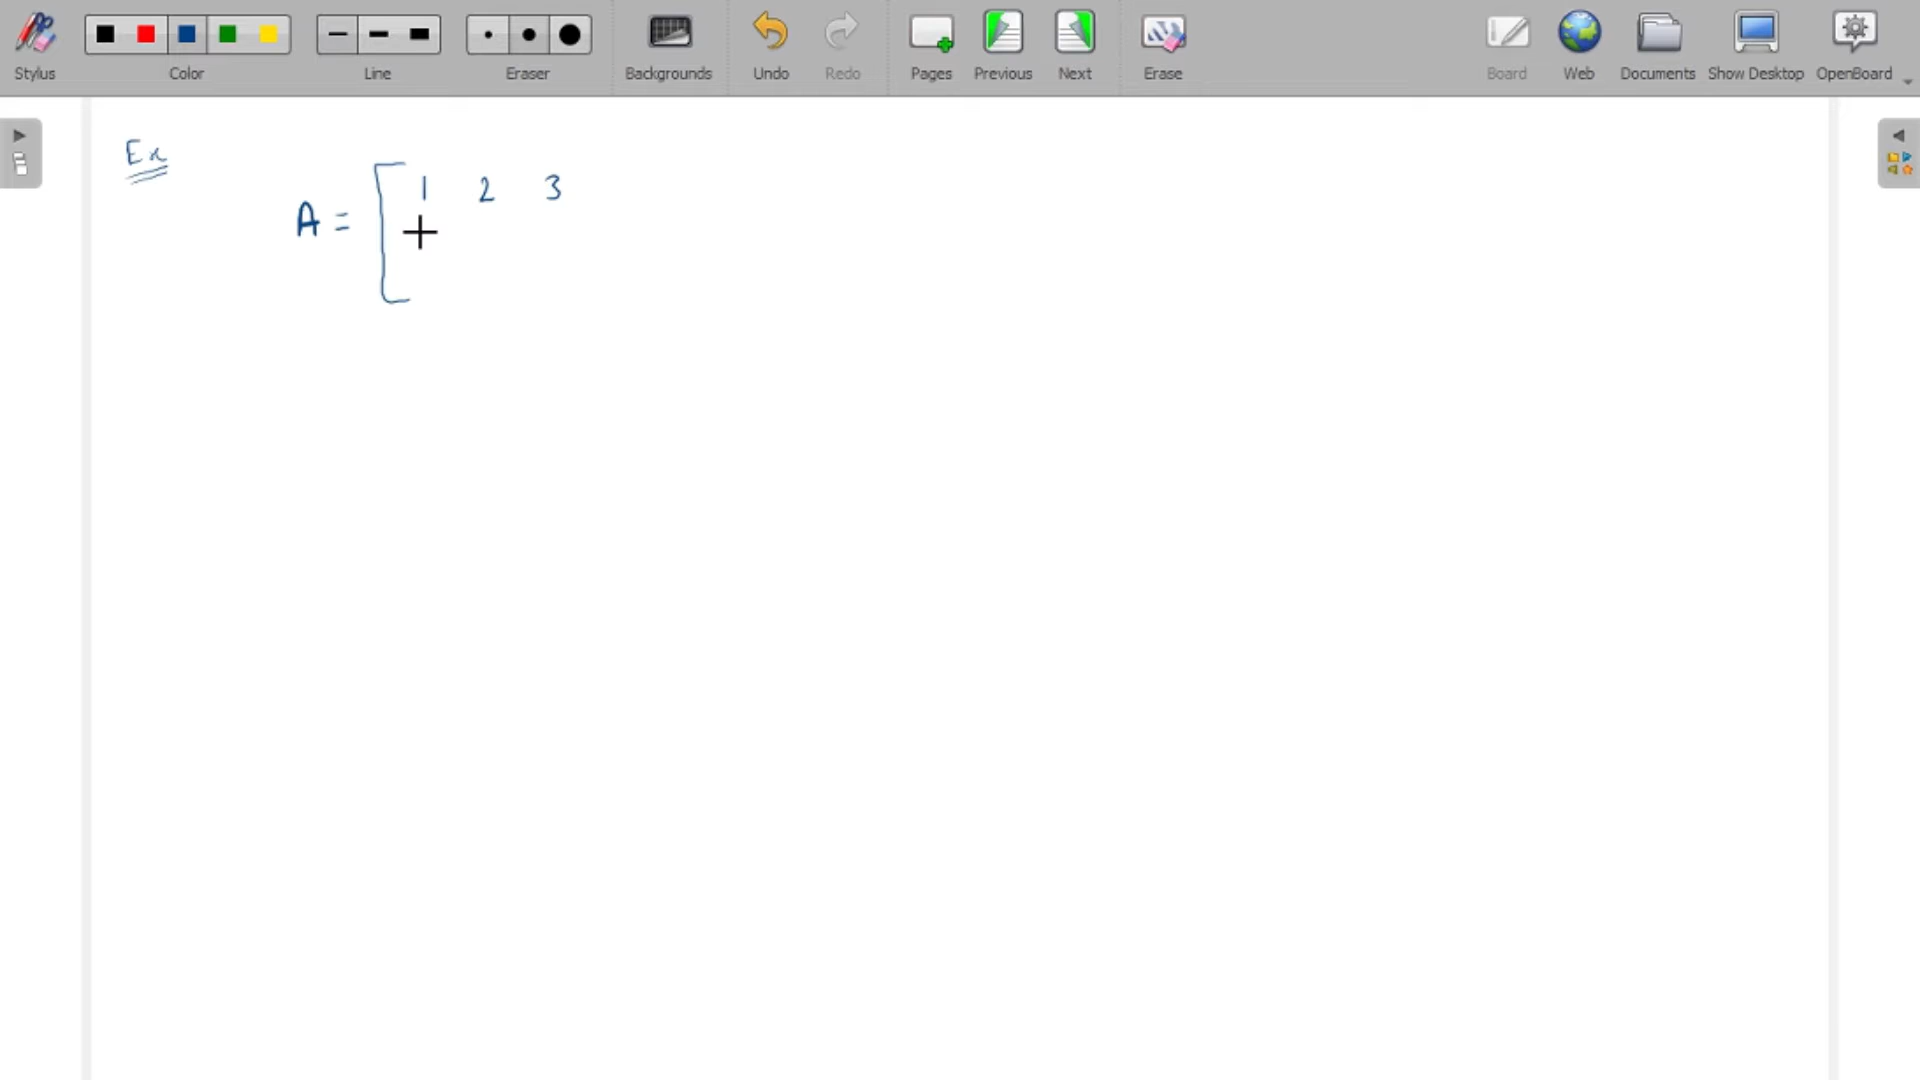 Stylus Color Line Eraser Backgrounds Undo Redo Pages Previous Next Erase Board Web Documents Show Desktop OpenBoard
Ex
1 2 3
A = [